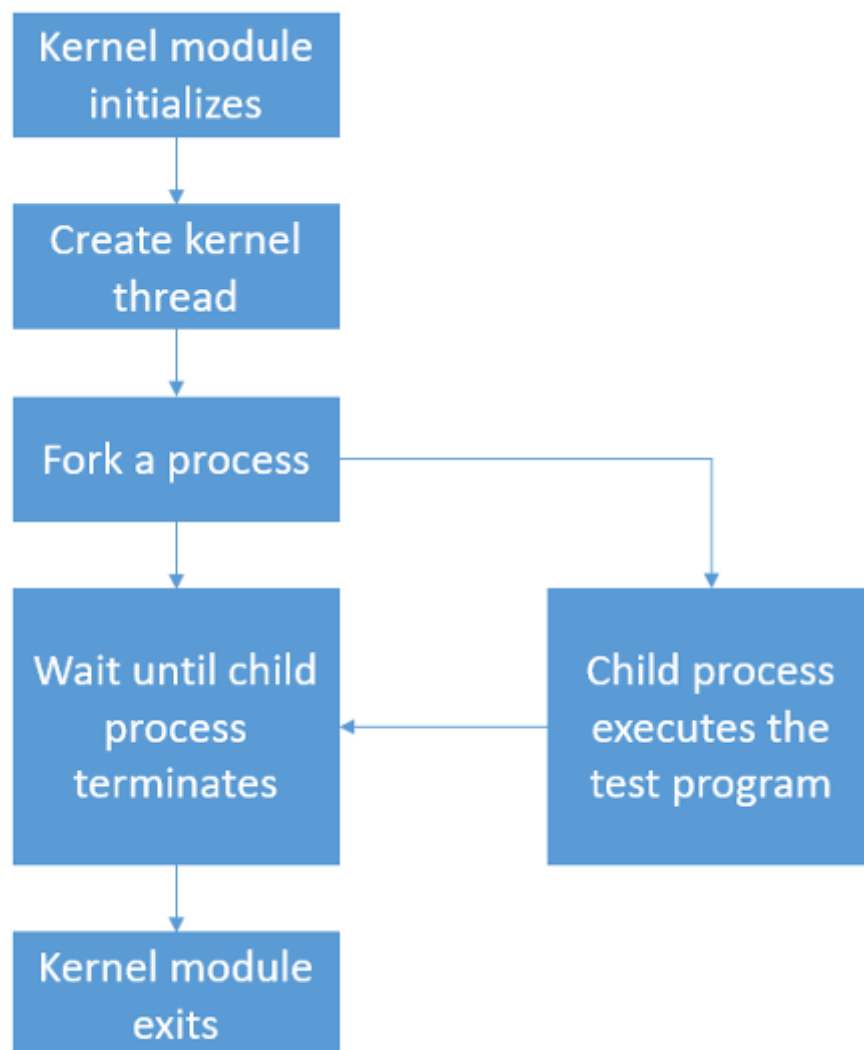 Kernel module
initializes
Create kernel
thread
Fork a process
Wait until child
process
terminates
Child process
executes the
test program
Kernel module
exits